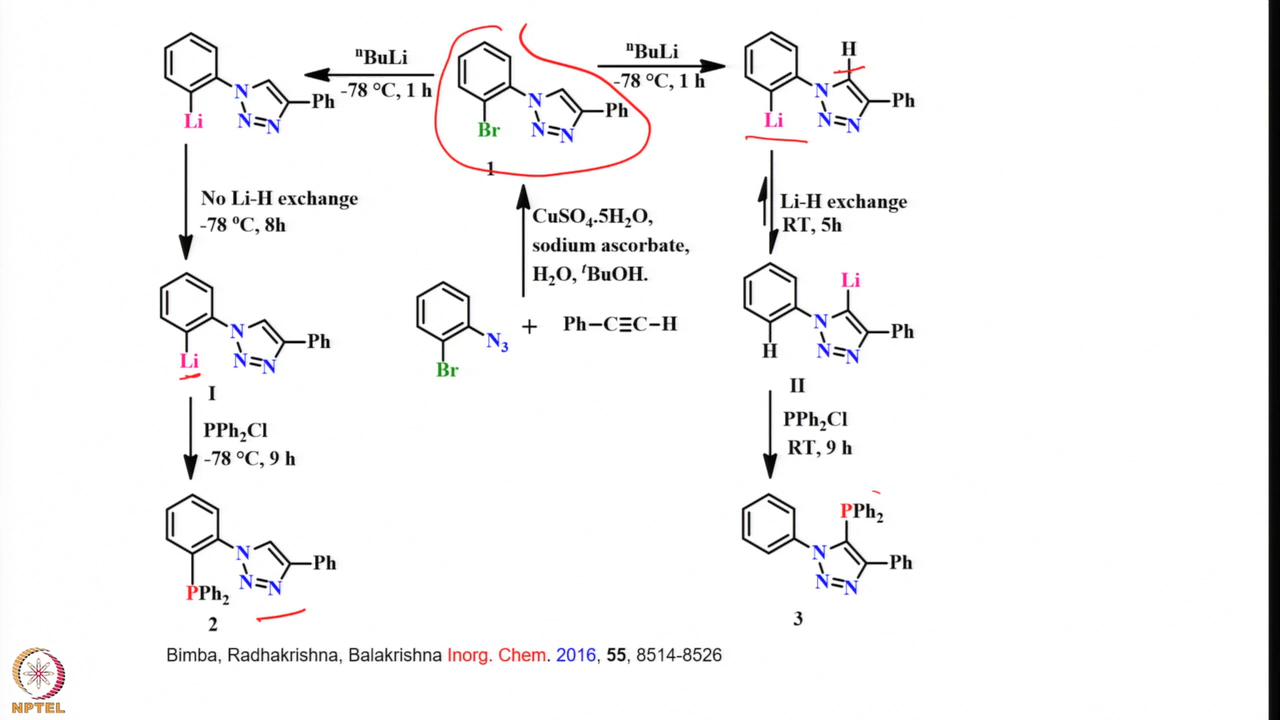 ⁿBuLi
-78 °C, 1 h
Li
N
N
N
Ph
No Li-H exchange
-78 °C, 8h
Li
N
N
N
Ph
I
PPh₂Cl
-78 °C, 9 h
PPh₂
N
N
N
Ph
2
Br
N
N
N
Ph
1
CuSO₄.5H₂O,
sodium ascorbate,
H₂O, ᵗBuOH.
Br
N₃
+
Ph−C≡C−H
ⁿBuLi
-78 °C, 1 h
H
Li
N
N
N
Ph
Li-H exchange
RT, 5h
Li
H
N
N
N
Ph
II
PPh₂Cl
RT, 9 h
PPh₂
N
N
N
Ph
3
Bimba, Radhakrishna, Balakrishna Inorg. Chem. 2016, 55, 8514-8526
NPTEL